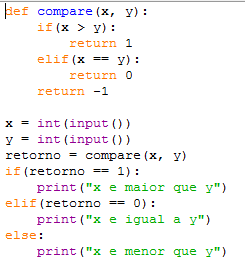 def compare(x, y):
    if(x > y):
        return 1
    elif(x == y):
        return 0
    return -1
x = int(input())
y = int(input())
retorno = compare(x, y)
if(retorno == 1):
    print("x e maior que y")
elif(retorno == 0):
    print("x e igual a y")
else:
    print("x e menor que y")